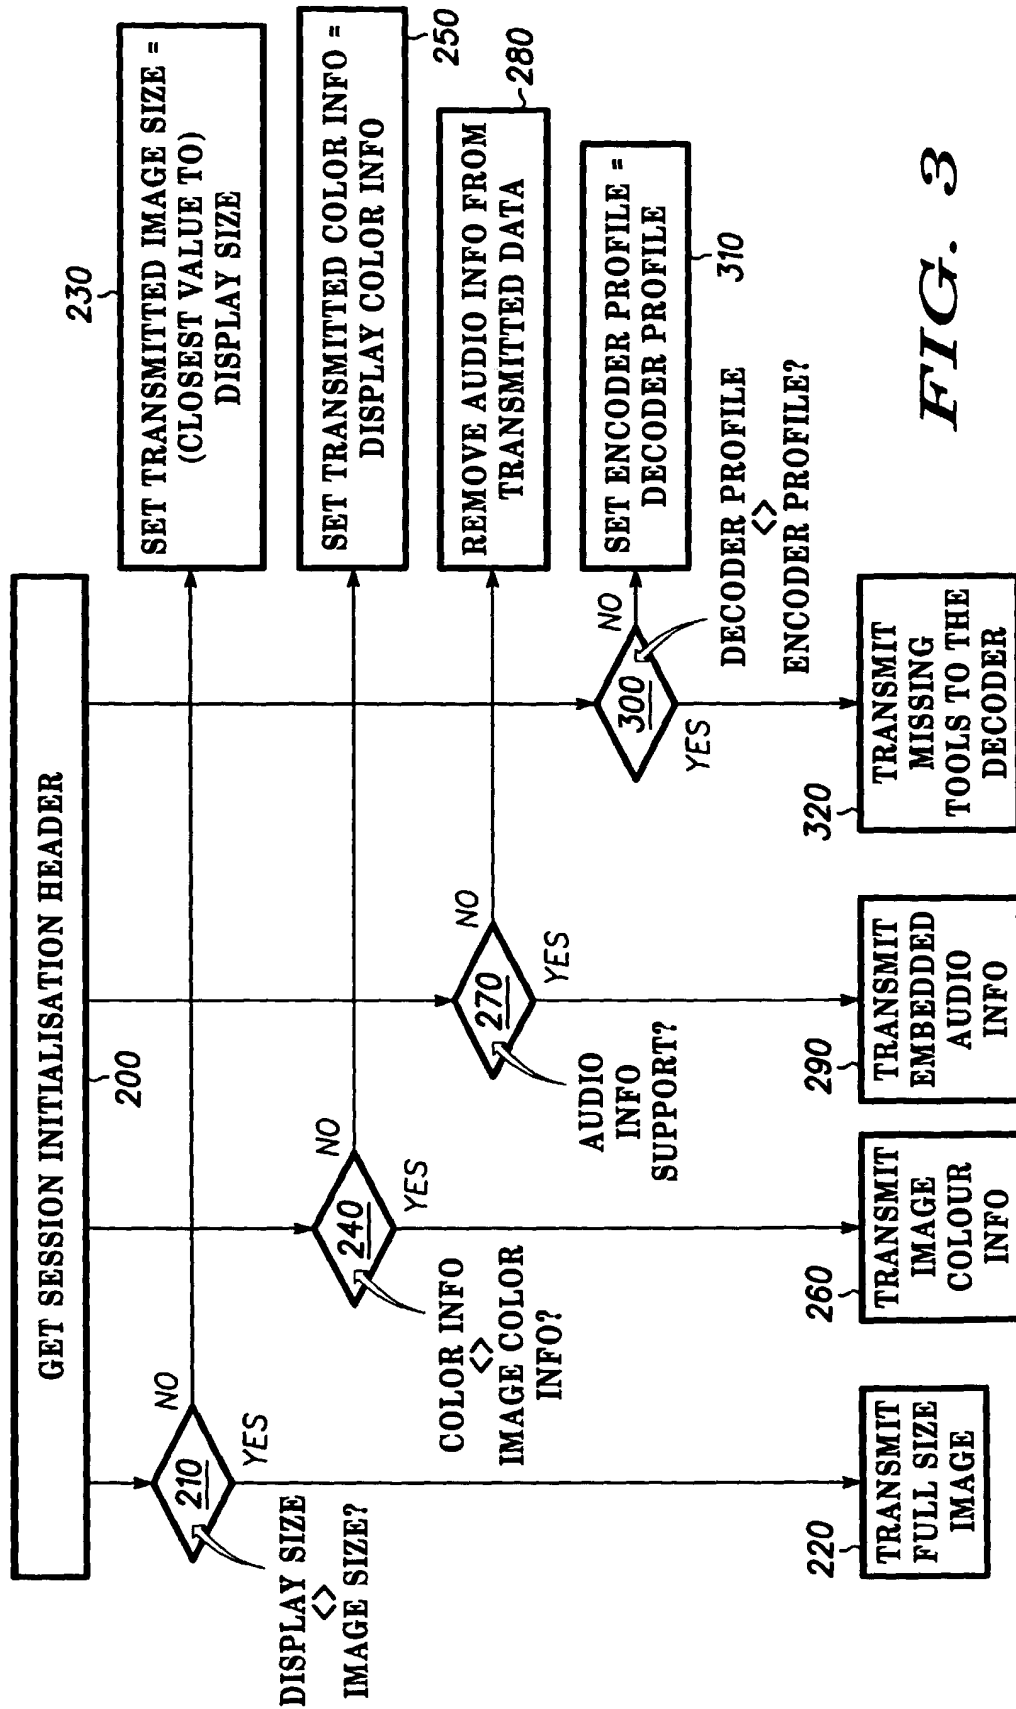 GET SESSION INITIALISATION HEADER
200
NO
210
YES
DISPLAY SIZE
<>
IMAGE SIZE?
SET TRANSMITTED IMAGE SIZE =
(CLOSEST VALUE TO)
DISPLAY SIZE
230
220
TRANSMIT
FULL SIZE
IMAGE
NO
240
YES
COLOR INFO
<>
IMAGE COLOR
INFO?
SET TRANSMITTED COLOR INFO =
DISPLAY COLOR INFO
250
260
TRANSMIT
IMAGE
COLOUR
INFO
NO
270
YES
AUDIO
INFO
SUPPORT?
REMOVE AUDIO INFO FROM
TRANSMITTED DATA
280
290
TRANSMIT
EMBEDDED
AUDIO
INFO
NO
300
YES
DECODER PROFILE
<>
ENCODER PROFILE?
SET ENCODER PROFILE =
DECODER PROFILE
310
320
TRANSMIT
MISSING
TOOLS TO THE
DECODER
FIG. 3